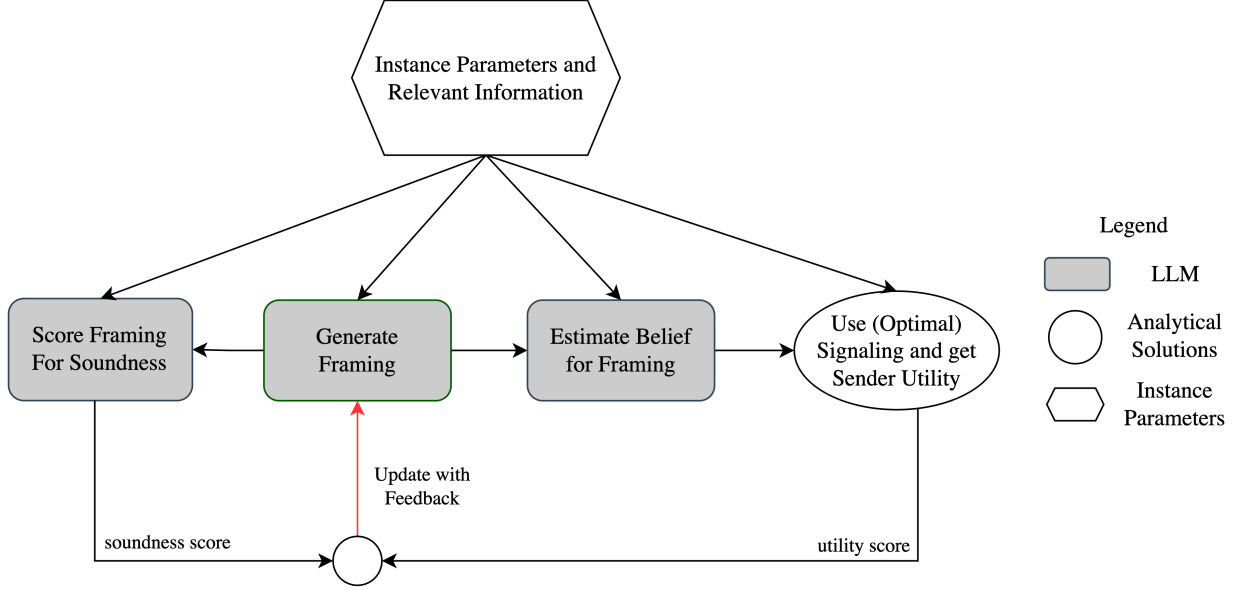 Instance Parameters and
Relevant Information
Score Framing
For Soundness
Generate
Framing
Estimate Belief
for Framing
Use (Optimal)
Signaling and get
Sender Utility
Update with
Feedback
soundness score
utility score
Legend
LLM
Analytical
Solutions
Instance
Parameters